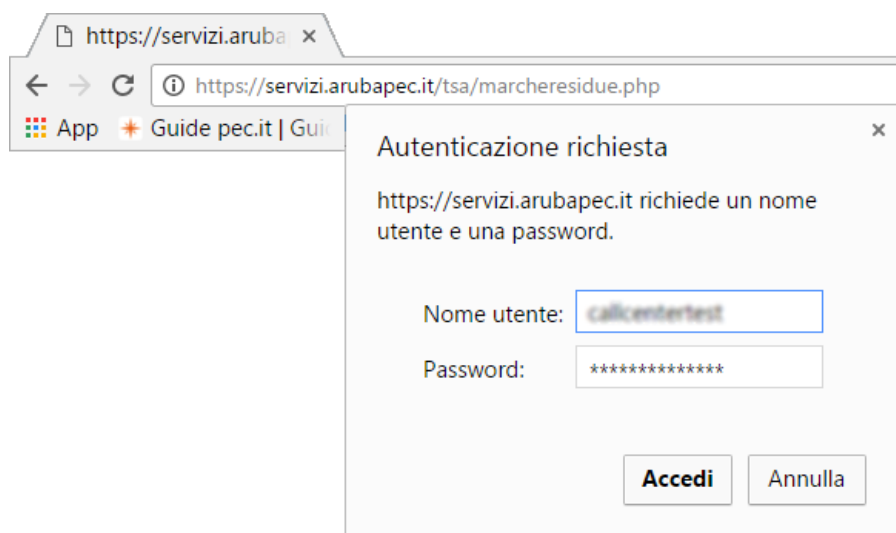 https://servizi.aruba
https://servizi.arubapec.it/tsa/marcheresidue.php
App Guide pec.it | Gui
Autenticazione richiesta
https://servizi.arubapec.it richiede un nome
utente e una password.
Nome utente:
Password: **************
Accedi Annulla